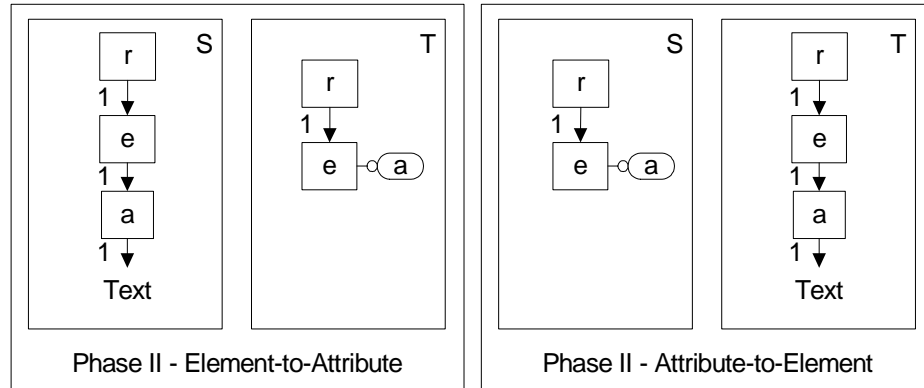 S
r
1
e
1
a
1
Text
T
r
1
e
a
Phase II - Element-to-Attribute
S
r
1
e
a
T
r
1
e
1
a
1
Text
Phase II - Attribute-to-Element